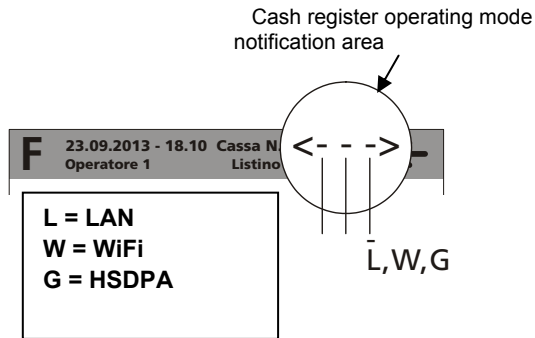 Cash register operating mode
notification area
F 23.09.2013 - 18.10 Cassa N. <- - ->
Operatore 1 Listino
L = LAN
W = WiFi
G = HSDPA
-
L,W,G